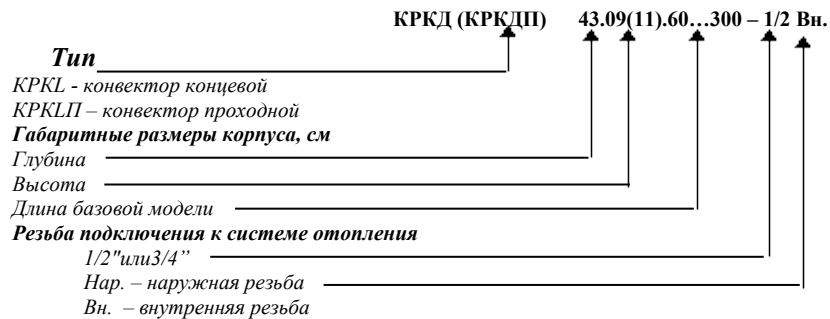 КРКД (КРКДП) 43.09(11).60…300 – 1/2 Вн.
Тип
КРКL - конвектор концевой
КРКLП – конвектор проходной
Габаритные размеры корпуса, см
Глубина
Высота
Длина базовой модели
Резьба подключения к системе отопления
1/2"или3/4”
Нар. – наружная резьба
Вн. – внутренняя резьба